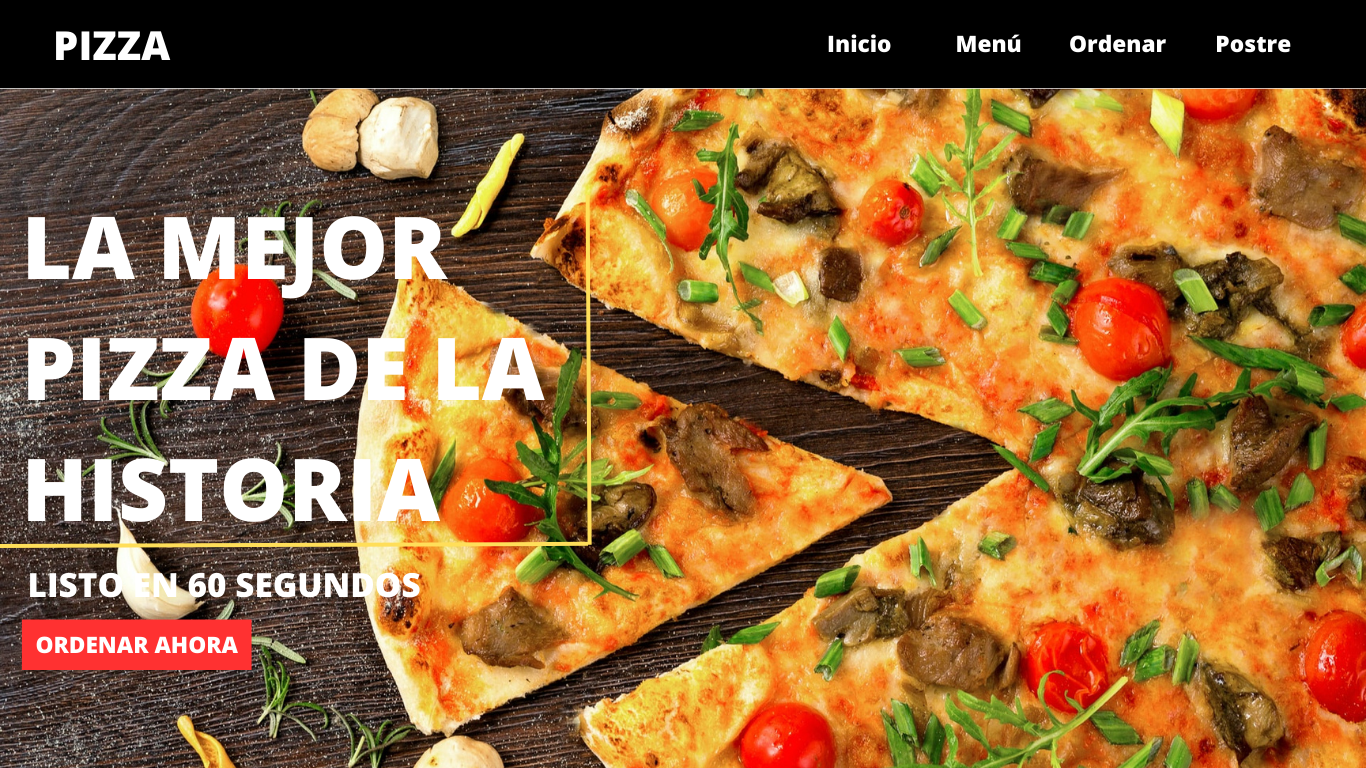 PIZZA
Inicio Menú Ordenar Postre
LA MEJOR
PIZZA DE LA
HISTORIA
LISTO EN 60 SEGUNDOS
ORDENAR AHORA